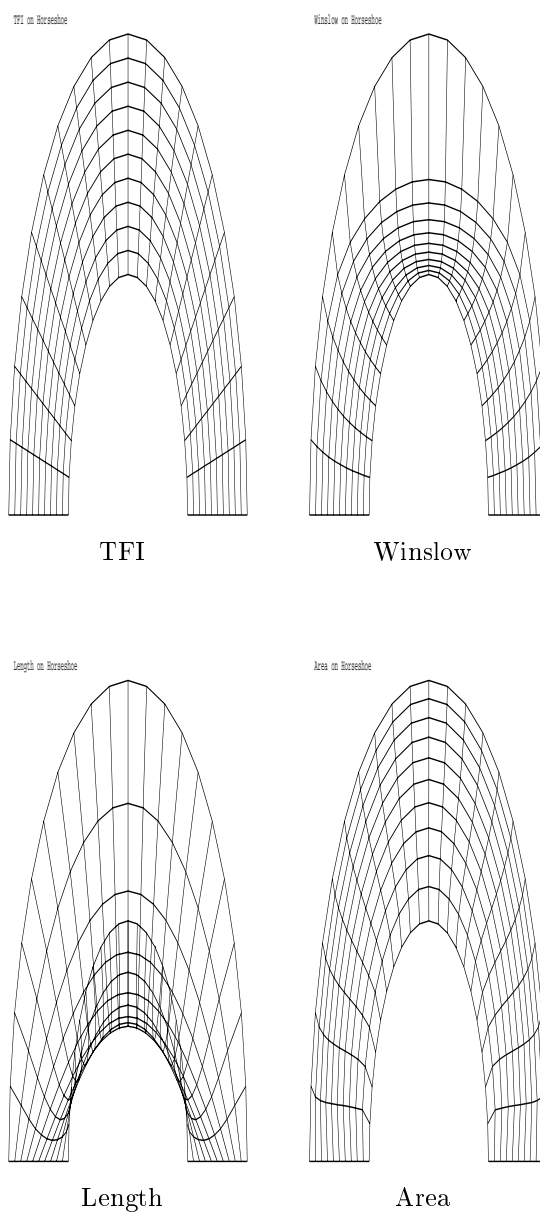 TFI on Horseshoe
Winslow on Horseshoe
TFI
Winslow
Length on Horseshoe
Area on Horseshoe
Length
Area